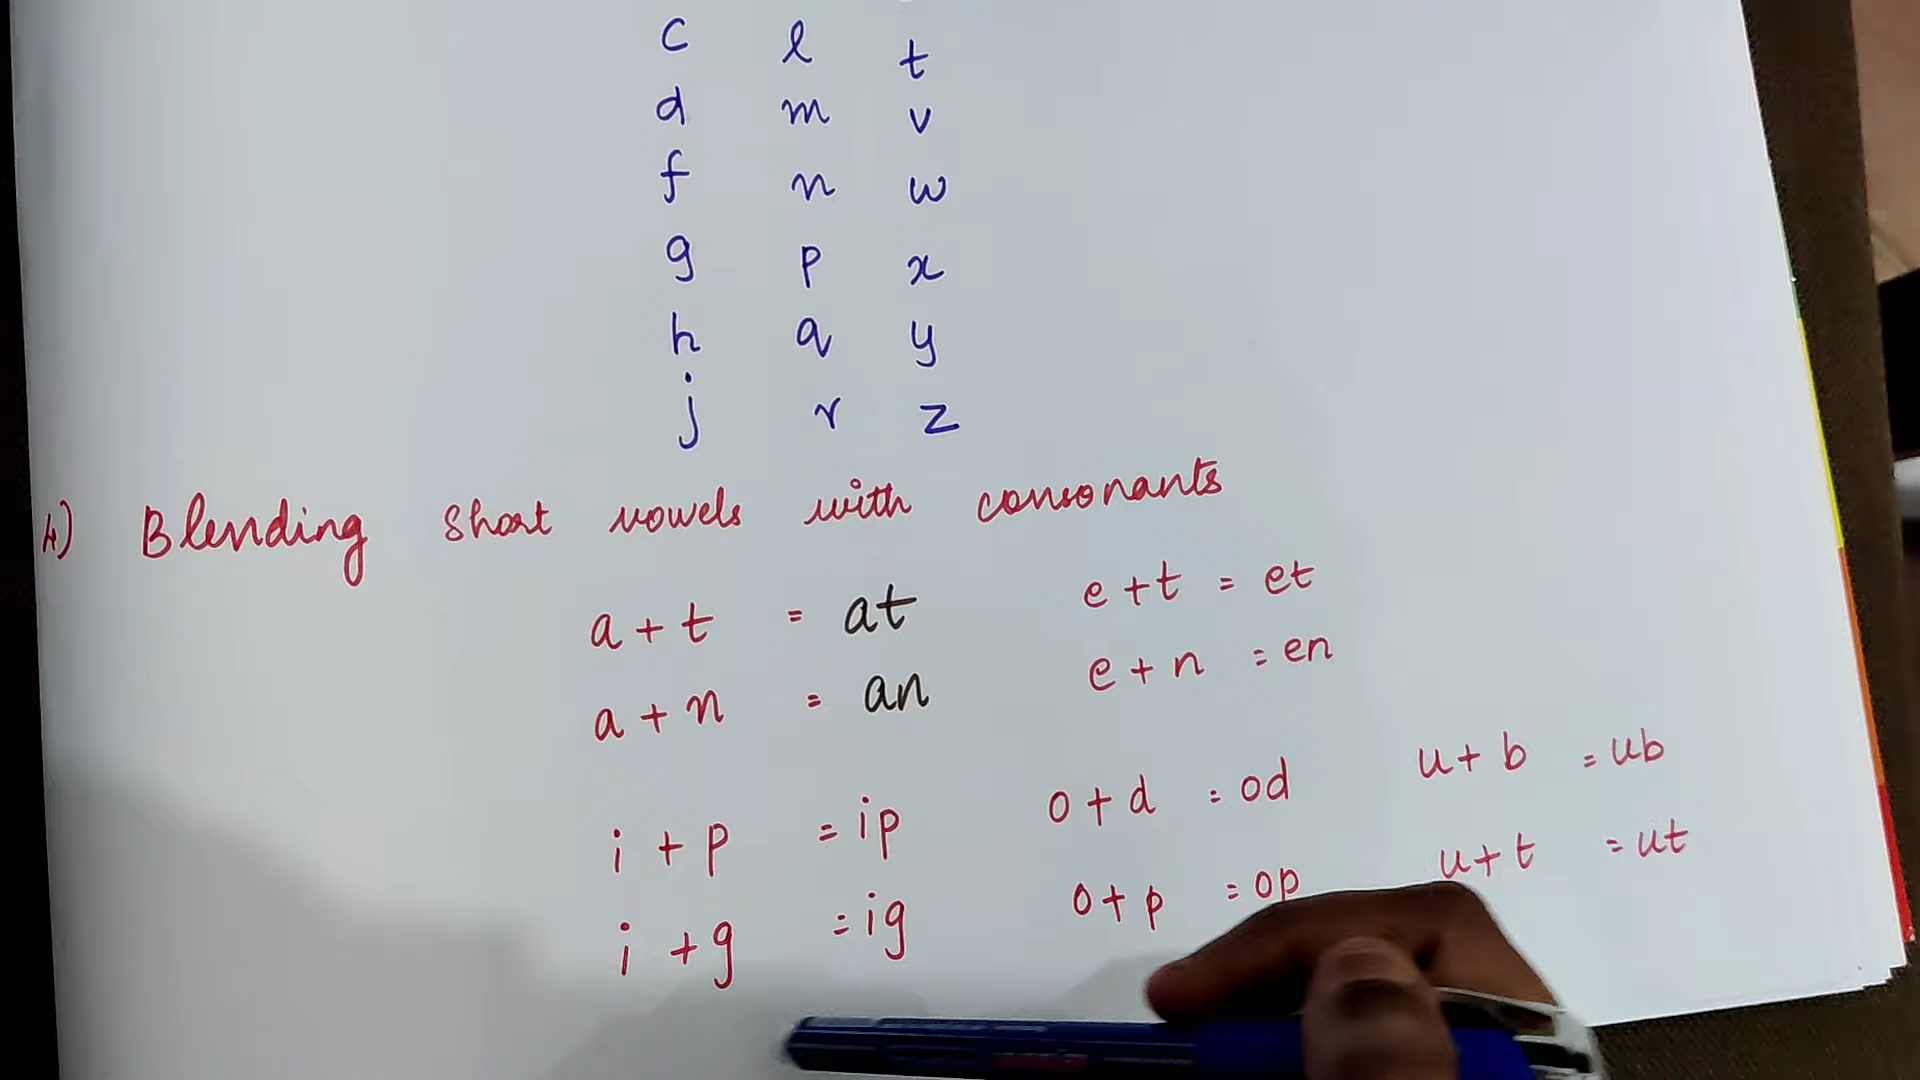 c l t
d m v
f n w
g p x
h q y
j r z
4) Blending short vowels with consonants
a + t = at e + t = et
a + n = an e + n = en
i + p = ip o + d = od u + b = ub
i + g = ig o + p = op u + t = ut